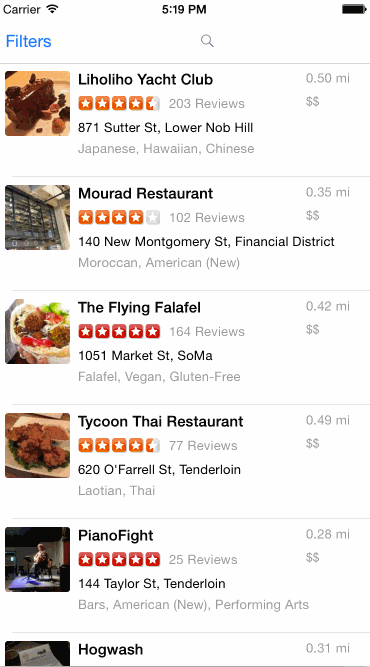 Carrier 5:19 PM
Filters
Liholiho Yacht Club 0.50 mi
203 Reviews $$
871 Sutter St, Lower Nob Hill
Japanese, Hawaiian, Chinese
Mourad Restaurant 0.35 mi
102 Reviews $$
140 New Montgomery St, Financial District
Moroccan, American (New)
The Flying Falafel 0.42 mi
164 Reviews $$
1051 Market St, SoMa
Falafel, Vegan, Gluten-Free
Tycoon Thai Restaurant 0.49 mi
77 Reviews $$
620 O'Farrell St, Tenderloin
Laotian, Thai
PianoFight 0.28 mi
25 Reviews $$
144 Taylor St, Tenderloin
Bars, American (New), Performing Arts
Hogwash 0.31 mi